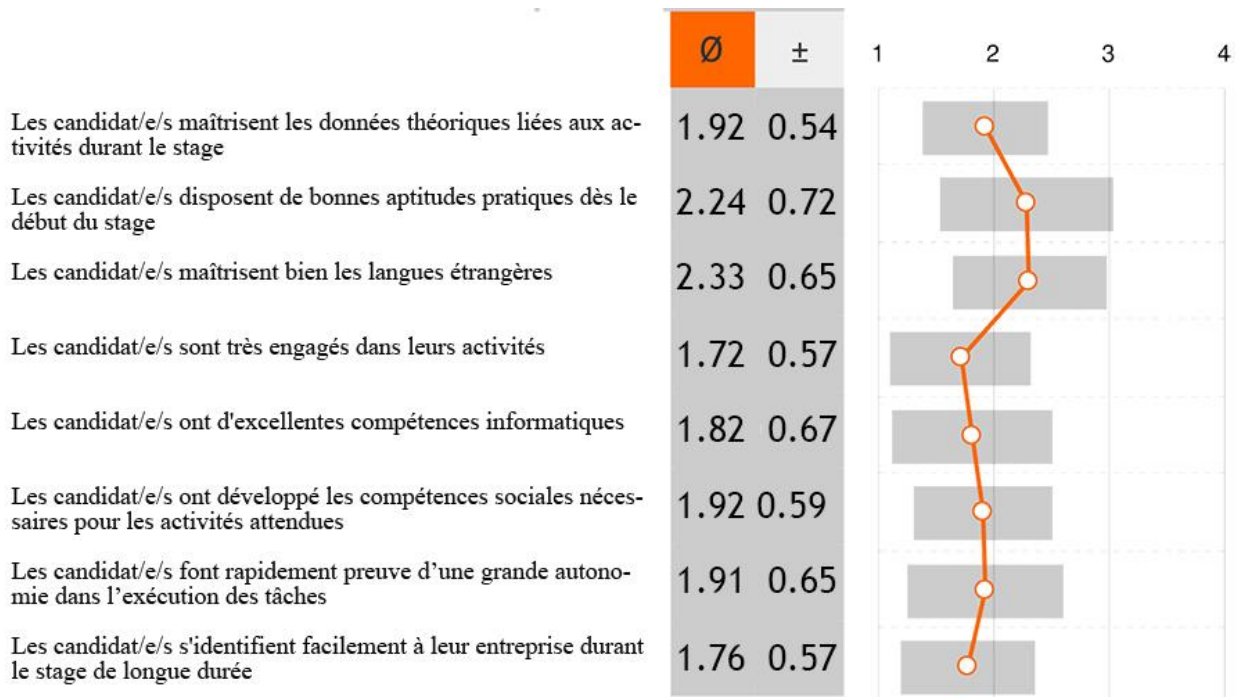 Ø ± 1 2 3 4
Les candidat/e/s maîtrisent les données théoriques liées aux ac-
tivités durant le stage
1.92 0.54
Les candidat/e/s disposent de bonnes aptitudes pratiques dès le
début du stage
2.24 0.72
Les candidat/e/s maîtrisent bien les langues étrangères
2.33 0.65
Les candidat/e/s sont très engagés dans leurs activités
1.72 0.57
Les candidat/e/s ont d'excellentes compétences informatiques
1.82 0.67
Les candidat/e/s ont développé les compétences sociales néces-
saires pour les activités attendues
1.92 0.59
Les candidat/e/s font rapidement preuve d’une grande autono-
mie dans l’exécution des tâches
1.91 0.65
Les candidat/e/s s'identifient facilement à leur entreprise durant
le stage de longue durée
1.76 0.57